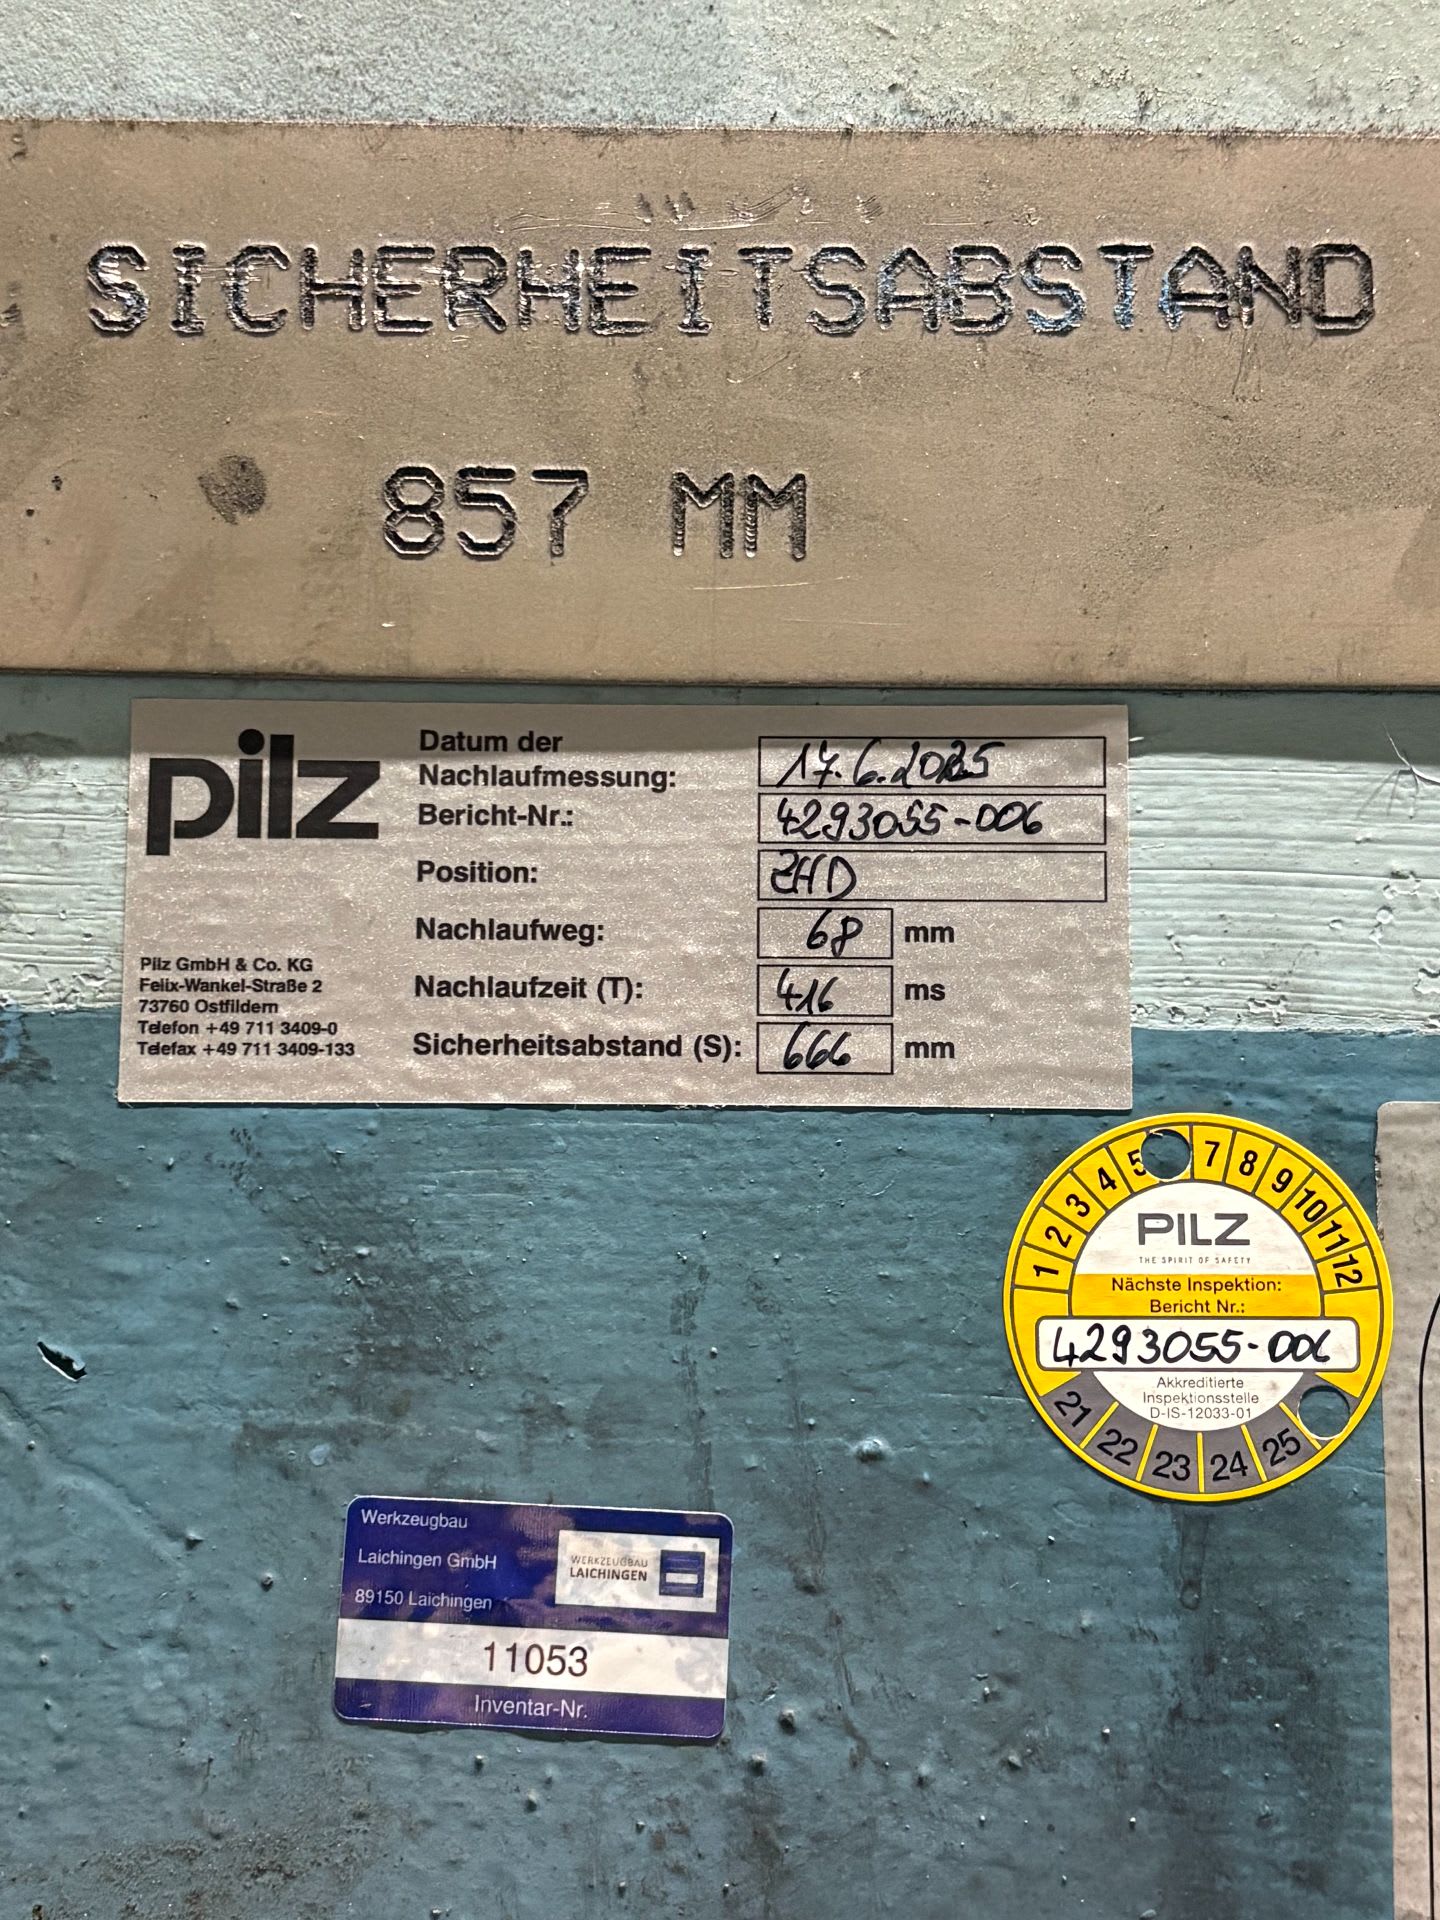 SICHERHEITSABSTAND
857 MM
pilz
Datum der
Nachlaufmessung: 17.6.2025
Bericht-Nr.: 4293055-006
Position: ZHD
Nachlaufweg: 68 mm
Nachlaufzeit (T): 416 ms
Sicherheitsabstand (S): 666 mm
Pilz GmbH & Co. KG
Felix-Wankel-Straße 2
73760 Ostfildern
Telefon +49 711 3409-0
Telefax +49 711 3409-133
1 2 3 4 5 7 8 9 10 11 12
PILZ
THE SPIRIT OF SAFETY
Nächste Inspektion:
Bericht Nr.:
4293055-006
Akkreditierte
Inspektionsstelle
D-IS-12033-01
21 22 23 24 25
Werkzeugbau
Laichingen GmbH
89150 Laichingen
WERKZEUGBAU
LAICHINGEN
11053
Inventar-Nr.